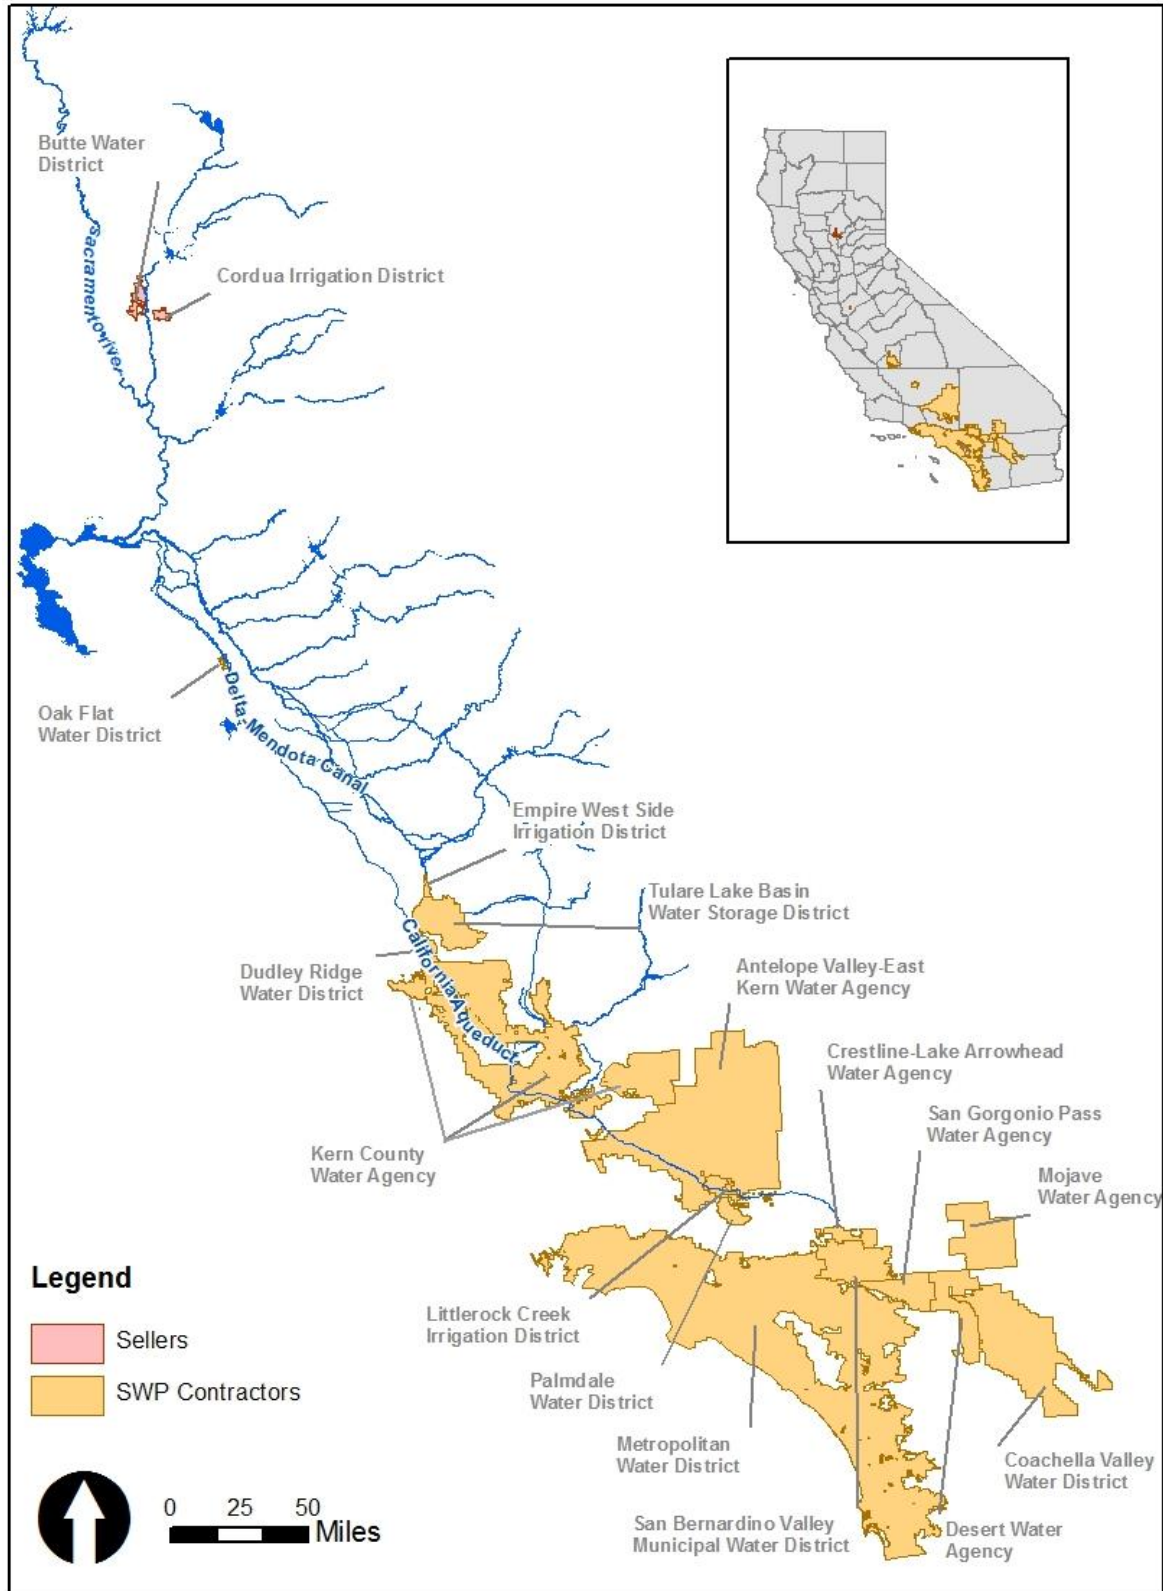 Butte Water
District
Sacramento river
Cordua Irrigation District
Oak Flat
Water District
Delta-Mendota Canal
Empire West Side
Irrigation District
Tulare Lake Basin
Water Storage District
California Aqueduct
Dudley Ridge
Water District
Antelope Valley-East
Kern Water Agency
Crestline-Lake Arrowhead
Water Agency
San Gorgonio Pass
Water Agency
Kern County
Water Agency
Mojave
Water Agency
Littlerock Creek
Irrigation District
Palmdale
Water District
Metropolitan
Water District
Coachella Valley
Water District
San Bernardino Valley
Municipal Water District
Desert Water
Agency
Legend
Sellers
SWP Contractors
0 25 50
Miles